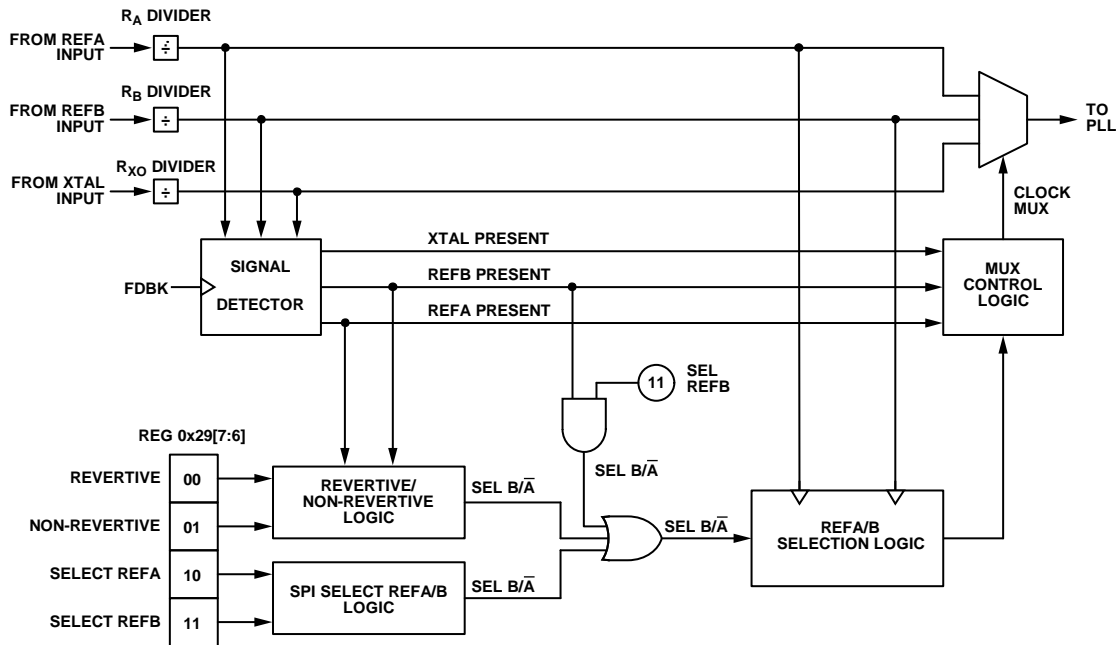 R_A DIVIDER
FROM REFA
INPUT
÷
R_B DIVIDER
FROM REFB
INPUT
÷
TO
PLL
R_XO DIVIDER
FROM XTAL
INPUT
÷
CLOCK
MUX
XTAL PRESENT
SIGNAL
DETECTOR
FDBK
REFB PRESENT
REFA PRESENT
MUX
CONTROL
LOGIC
11
SEL
REFB
REG 0x29[7:6]
SEL B/A̅
REVERTIVE
00
REVERTIVE/
NON-REVERTIVE
LOGIC
SEL B/A̅
NON-REVERTIVE
01
SEL B/A̅
REFA/B
SELECTION LOGIC
SELECT REFA
10
SPI SELECT REFA/B
LOGIC
SEL B/A̅
SELECT REFB
11